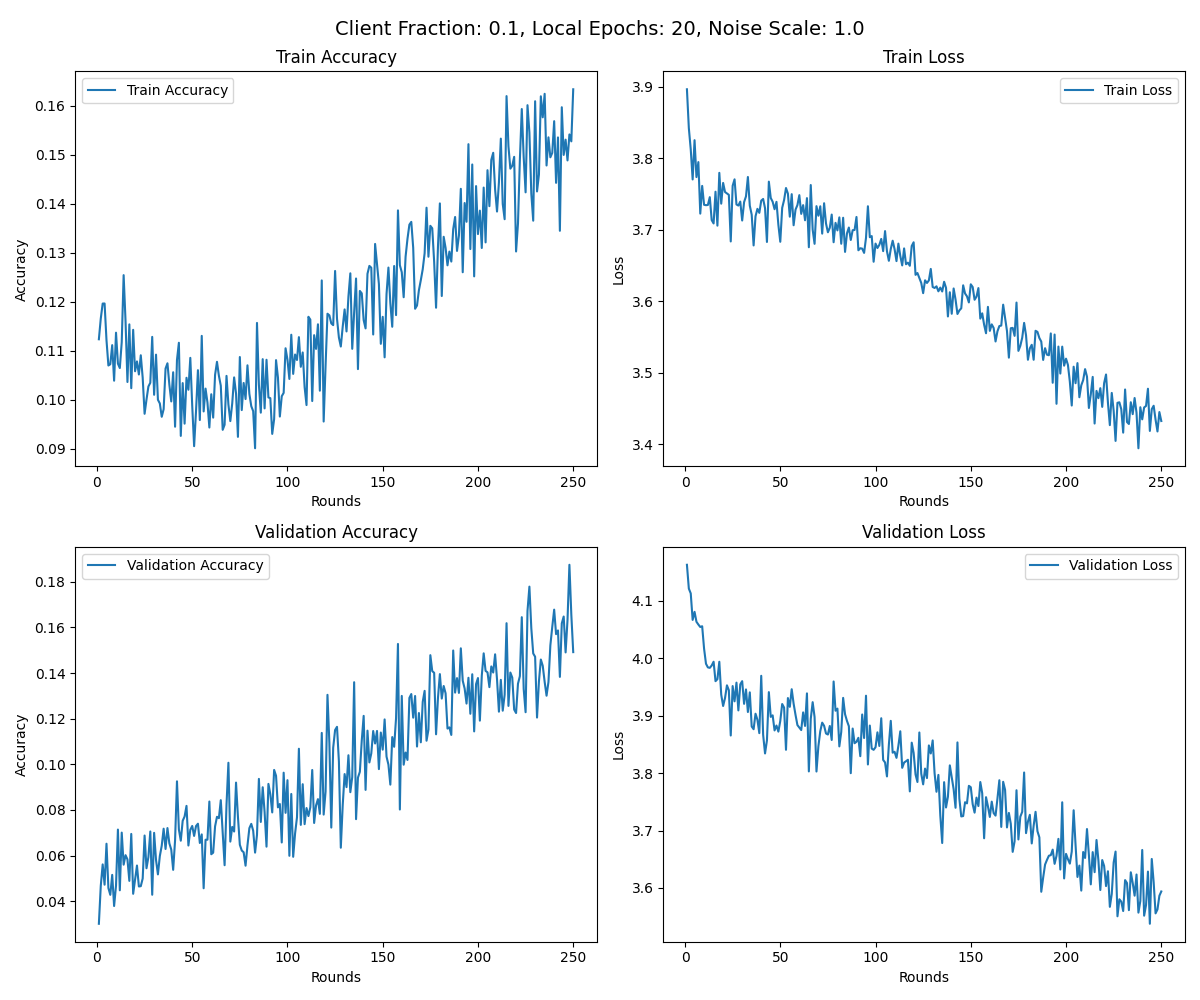 Client Fraction: 0.1, Local Epochs: 20, Noise Scale: 1.0
Train Accuracy
Train Accuracy
0.16
0.15
0.14
0.13
0.12
0.11
0.10
0.09
Accuracy
0 50 100 150 200 250
Rounds
Train Loss
Train Loss
3.9
3.8
3.7
3.6
3.5
3.4
Loss
0 50 100 150 200 250
Rounds
Validation Accuracy
Validation Accuracy
0.18
0.16
0.14
0.12
0.10
0.08
0.06
0.04
Accuracy
0 50 100 150 200 250
Rounds
Validation Loss
Validation Loss
4.1
4.0
3.9
3.8
3.7
3.6
Loss
0 50 100 150 200 250
Rounds